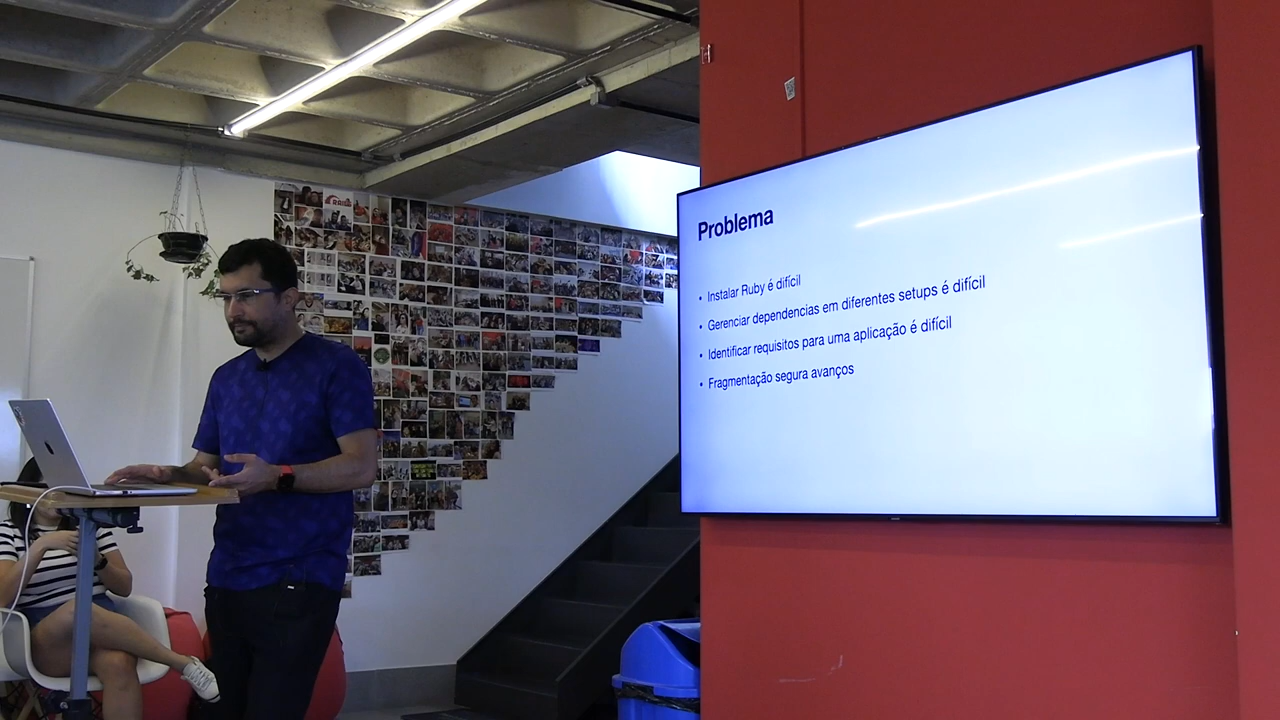 Problema
• Instalar Ruby é difícil
• Gerenciar dependencias em diferentes setups é difícil
• Identificar requisitos para uma aplicação é difícil
• Fragmentação segura avanços